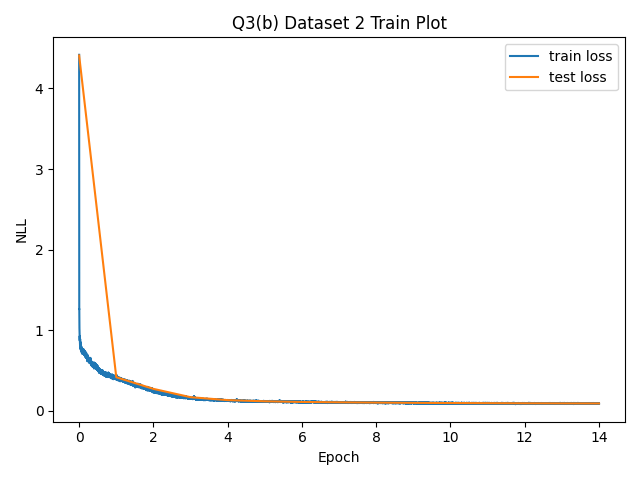 Q3(b) Dataset 2 Train Plot
train loss
test loss
NLL
4
3
2
1
0
0 2 4 6 8 10 12 14
Epoch